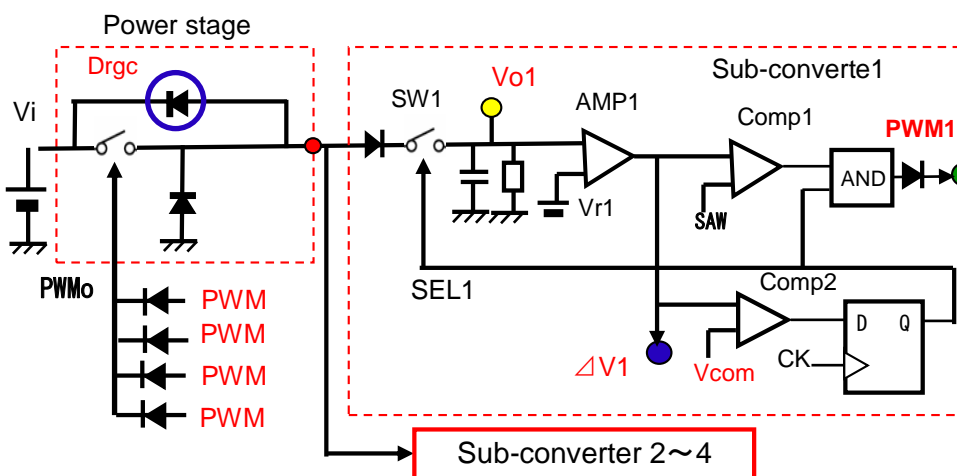 Power stage
Drgc
Vi
PWMo
PWM
PWM
PWM
PWM
Sub-converte1
Vo1
SW1
AMP1
Comp1
PWM1
AND
Vr1
SAW
SEL1
Comp2
D Q
CK
⊿V1
Vcom
Sub-converter 2～4